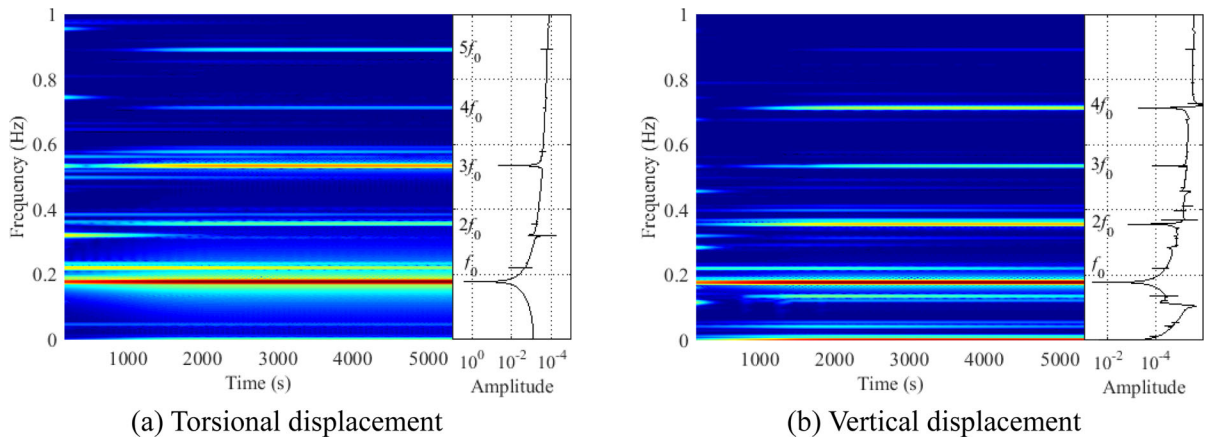 1
0.8
0.6
0.4
0.2
0
Frequency (Hz)
5f₀
4f₀
3f₀
2f₀
f₀
1000 2000 3000 4000 5000
Time (s)
10⁰ 10⁻² 10⁻⁴
Amplitude
(a) Torsional displacement
1
0.8
0.6
0.4
0.2
0
Frequency (Hz)
4f₀
3f₀
2f₀
f₀
1000 2000 3000 4000 5000
Time (s)
10⁻² 10⁻⁴
Amplitude
(b) Vertical displacement